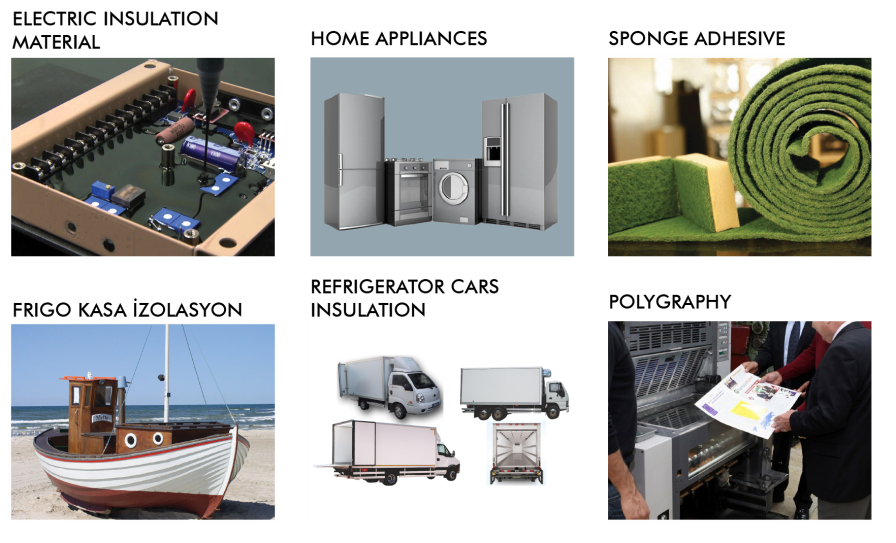 ELECTRIC INSULATION
MATERIAL
HOME APPLIANCES
SPONGE ADHESIVE
FRIGO KASA İZOLASYON
REFRIGERATOR CARS
INSULATION
POLYGRAPHY